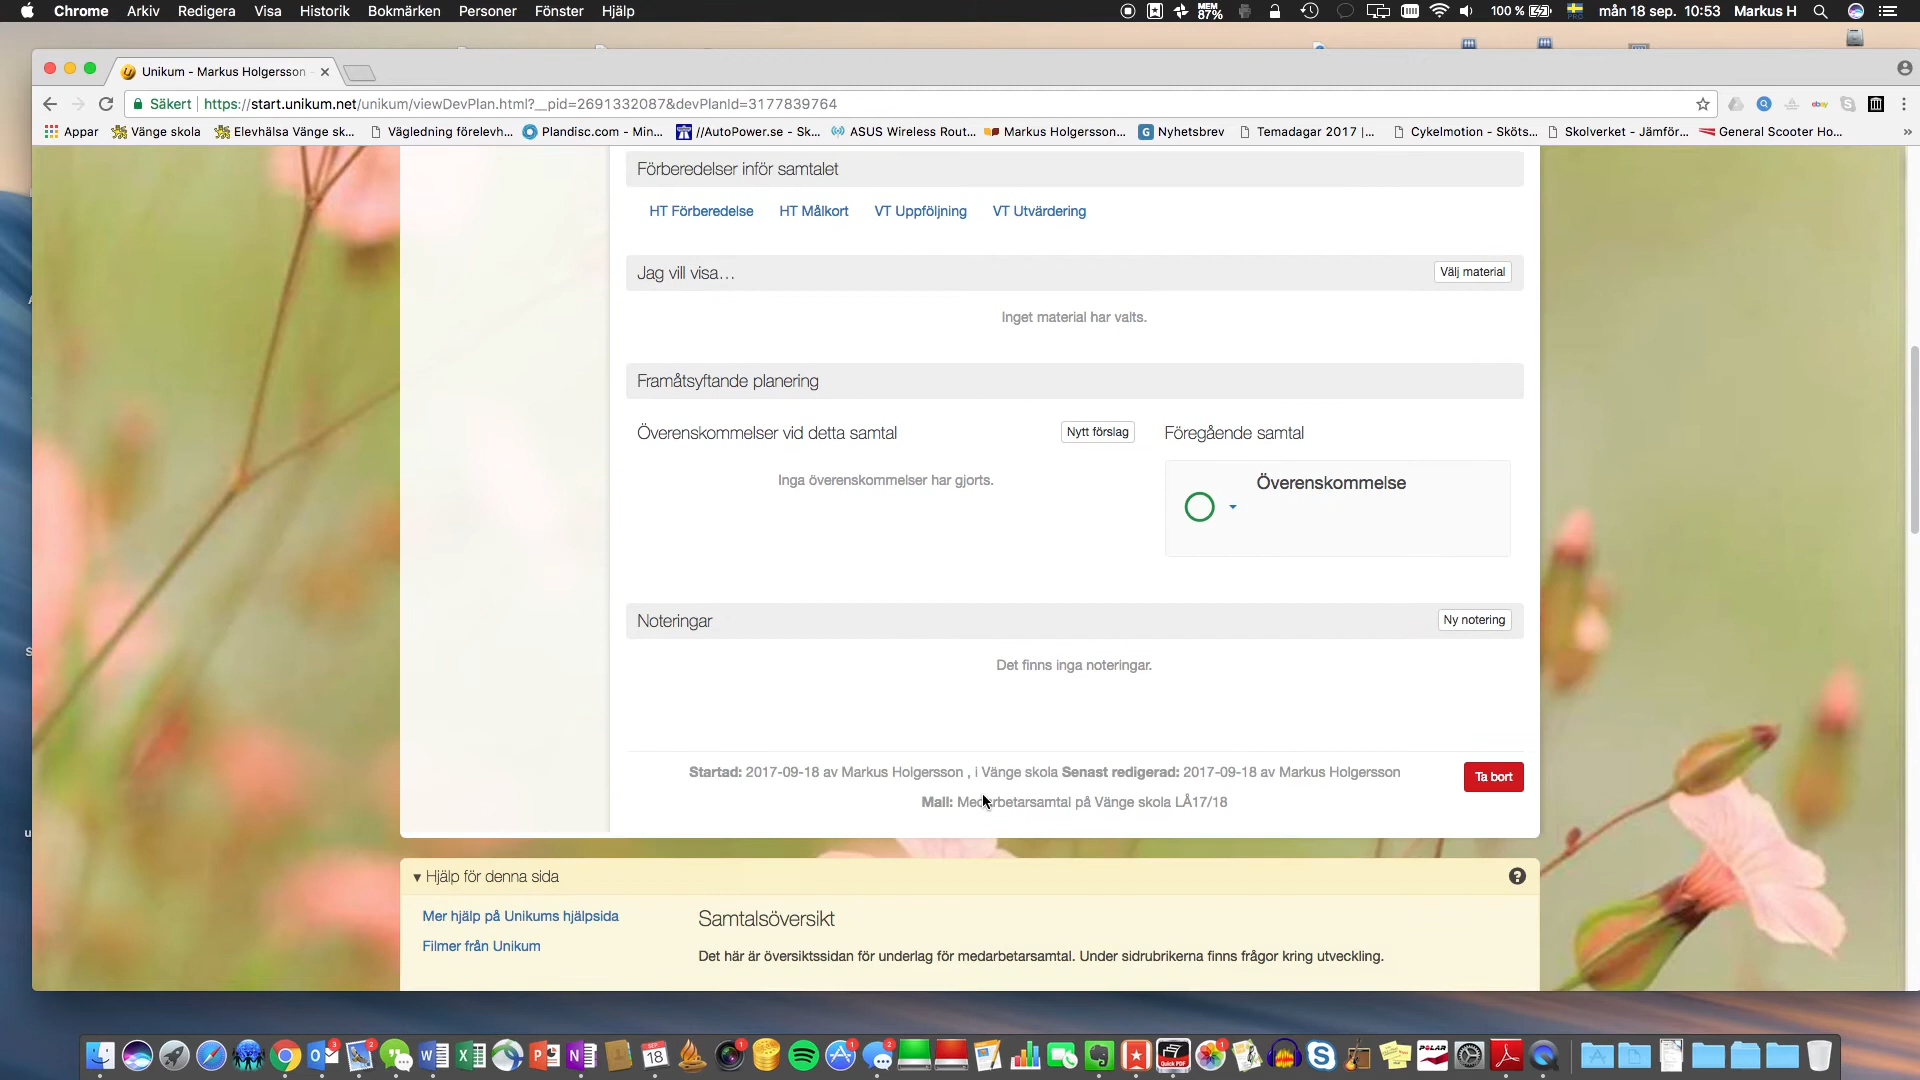 Chrome Arkiv Redigera Visa Historik Bokmärken Personer Fönster Hjälp MEM 87% 100 % mån 18 sep. 10:53 Markus H
Unikum - Markus Holgersson
Säkert https://start.unikum.net/unikum/viewDevPlan.html?__pid=2691332087&devPlanId=3177839764
Appar Vänge skola Elevhälsa Vänge sk... Vägledning förelevh... Plandisc.com - Min... //AutoPower.se - Sk... ASUS Wireless Rout... Markus Holgersson... Nyhetsbrev Temadagar 2017 |... Cykelmotion - Sköts... Skolverket - Jämför... General Scooter Ho... »
Förberedelser inför samtalet
HT Förberedelse HT Målkort VT Uppföljning VT Utvärdering
Jag vill visa... Välj material
Inget material har valts.
Framåtsyftande planering
Överenskommelser vid detta samtal Nytt förslag Föregående samtal
Inga överenskommelser har gjorts.
Överenskommelse
Noteringar Ny notering
Det finns inga noteringar.
Startad: 2017-09-18 av Markus Holgersson , i Vänge skola Senast redigerad: 2017-09-18 av Markus Holgersson
Ta bort
Mall: Medarbetarsamtal på Vänge skola LÅ17/18
▾ Hjälp för denna sida
Mer hjälp på Unikums hjälpsida
Filmer från Unikum
Samtalsöversikt
Det här är översiktssidan för underlag för medarbetarsamtal. Under sidrubrikerna finns frågor kring utveckling.